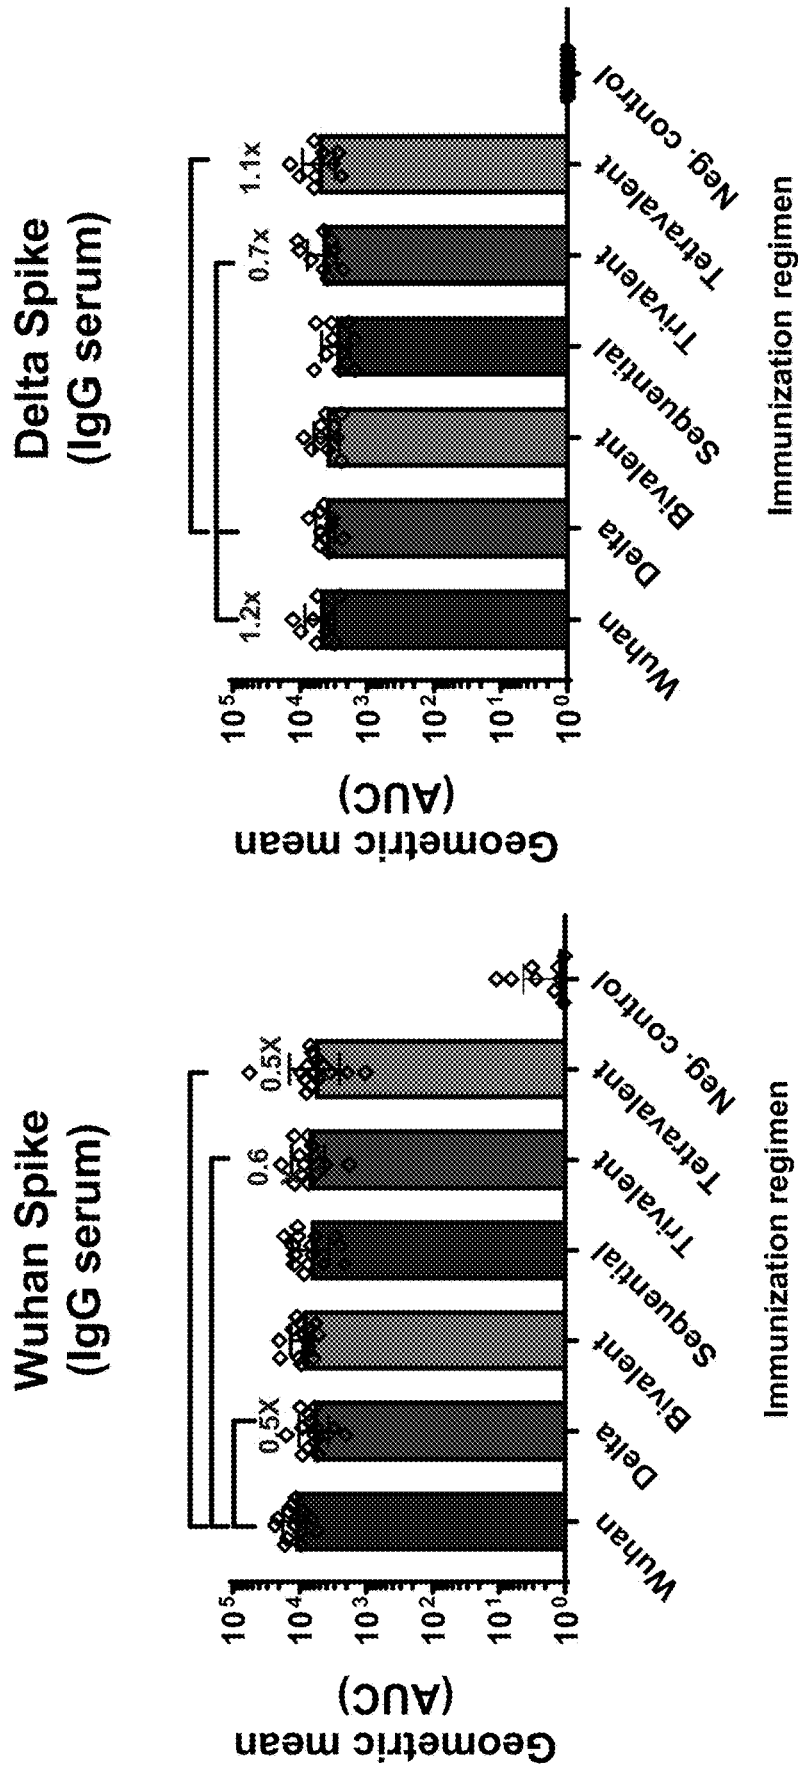 Wuhan Spike
(IgG serum)
0.5X
0.6
0.5X
Geometric mean
(AUC)
10^5
10^4
10^3
10^2
10^1
10^0
Wuhan
Delta
Bivalent
Sequential
Trivalent
Tetravalent
Neg. control
Immunization regimen
Delta Spike
(IgG serum)
1.2x
0.7x
1.1x
Geometric mean
(AUC)
10^5
10^4
10^3
10^2
10^1
10^0
Wuhan
Delta
Bivalent
Sequential
Trivalent
Tetravalent
Neg. control
Immunization regimen